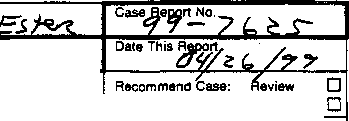 Ester Case Report No. 99-7625
Date This Report 04/26/99
Recommend Case: Review